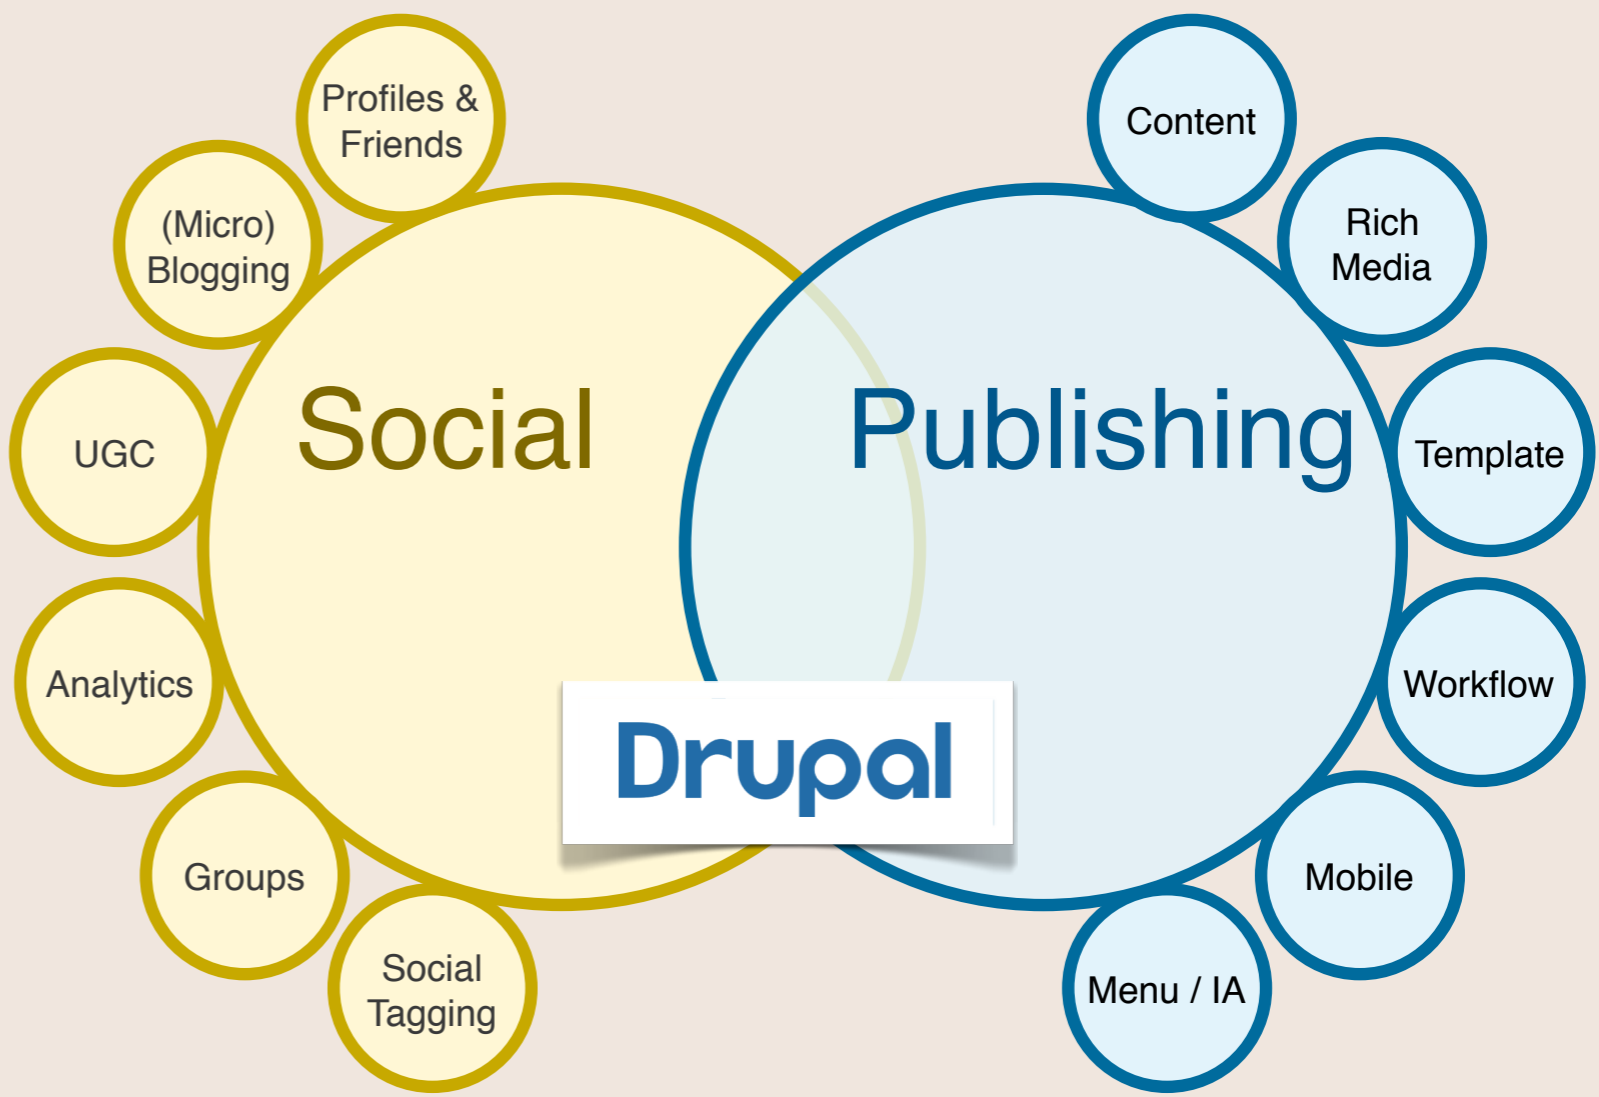 Profiles &
Friends
(Micro)
Blogging
UGC
Analytics
Groups
Social
Tagging
Social
Publishing
Drupal
Content
Rich
Media
Template
Workflow
Mobile
Menu / IA